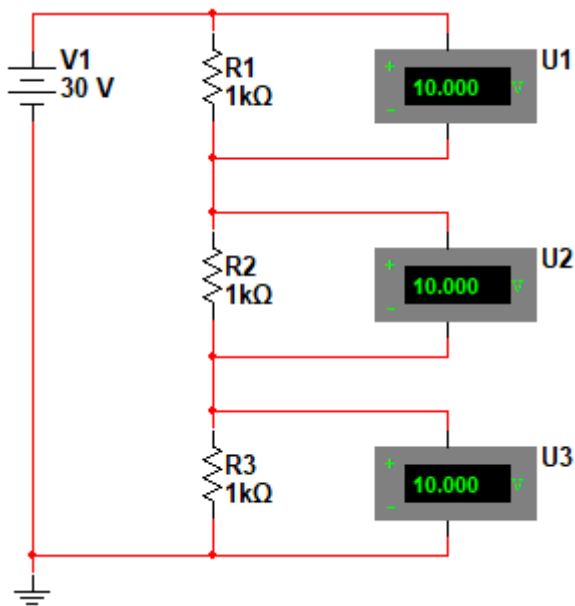 V1
30 V
R1
1kΩ
U1
+
10.000 V
-
R2
1kΩ
U2
+
10.000 V
-
R3
1kΩ
U3
+
10.000 V
-